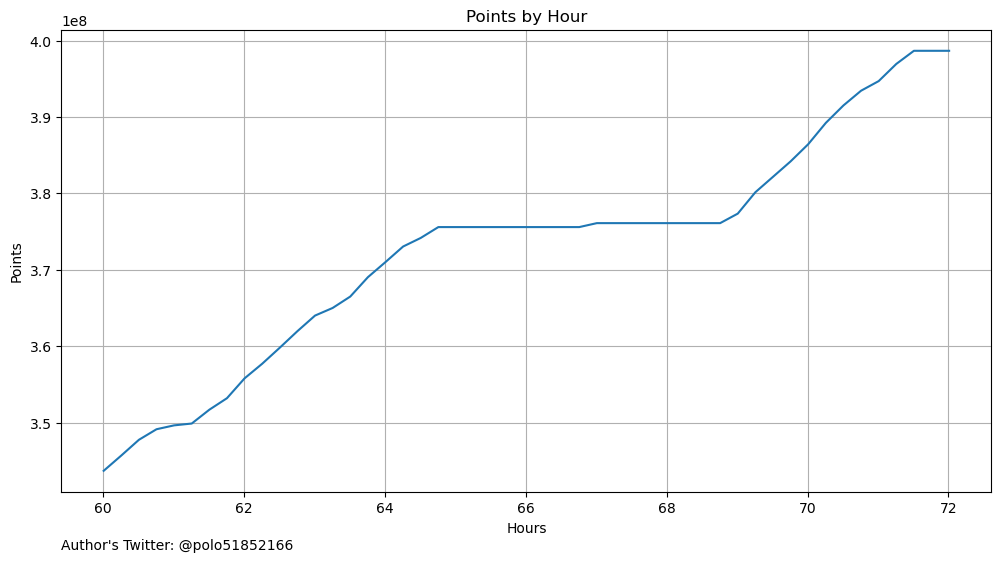 Points by Hour
1e8
4.0
3.9
3.8
3.7
3.6
3.5
Points
60 62 64 66 68 70 72
Hours
Author's Twitter: @polo51852166